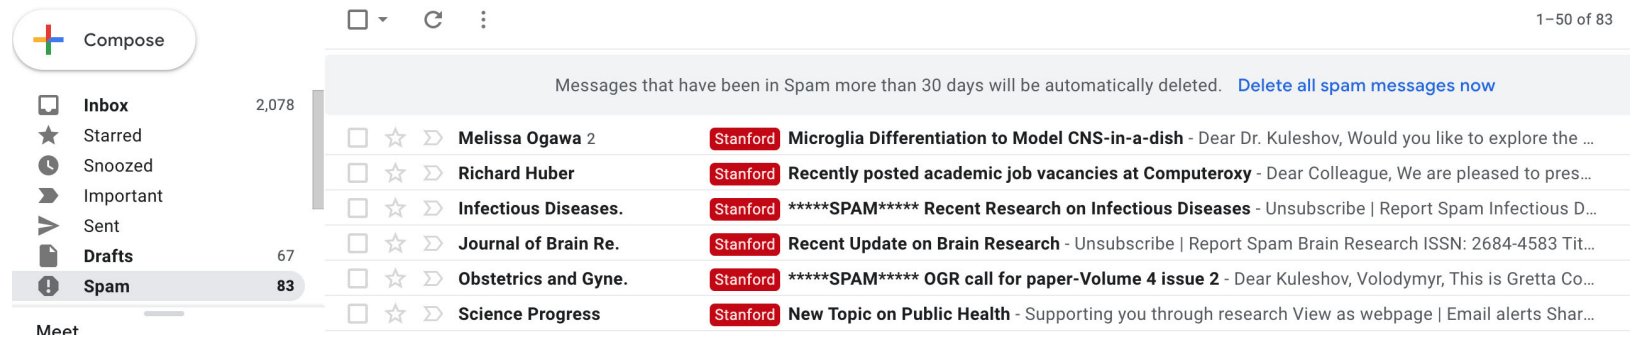 Compose
1–50 of 83
Messages that have been in Spam more than 30 days will be automatically deleted. Delete all spam messages now
Inbox 2,078
Starred
Snoozed
Important
Sent
Drafts 67
Spam 83
Meet
Melissa Ogawa 2 Stanford Microglia Differentiation to Model CNS-in-a-dish - Dear Dr. Kuleshov, Would you like to explore the ...
Richard Huber Stanford Recently posted academic job vacancies at Computeroxy - Dear Colleague, We are pleased to pres...
Infectious Diseases. Stanford *****SPAM***** Recent Research on Infectious Diseases - Unsubscribe | Report Spam Infectious D...
Journal of Brain Re. Stanford Recent Update on Brain Research - Unsubscribe | Report Spam Brain Research ISSN: 2684-4583 Tit...
Obstetrics and Gyne. Stanford *****SPAM***** OGR call for paper-Volume 4 issue 2 - Dear Kuleshov, Volodymyr, This is Gretta Co...
Science Progress Stanford New Topic on Public Health - Supporting you through research View as webpage | Email alerts Shar...